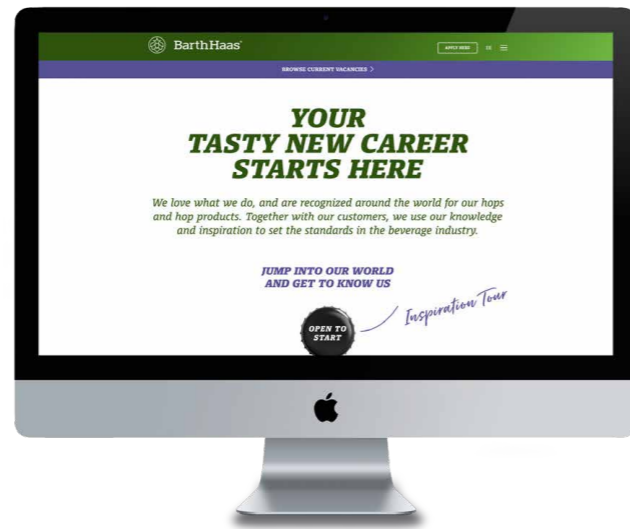 BarthHaas
APPLY HERE
DE
BROWSE CURRENT VACANCIES
YOUR
TASTY NEW CAREER
STARTS HERE
We love what we do, and are recognized around the world for our hops
and hop products. Together with our customers, we use our knowledge
and inspiration to set the standards in the beverage industry.
JUMP INTO OUR WORLD
AND GET TO KNOW US
Inspiration Tour
OPEN TO
START